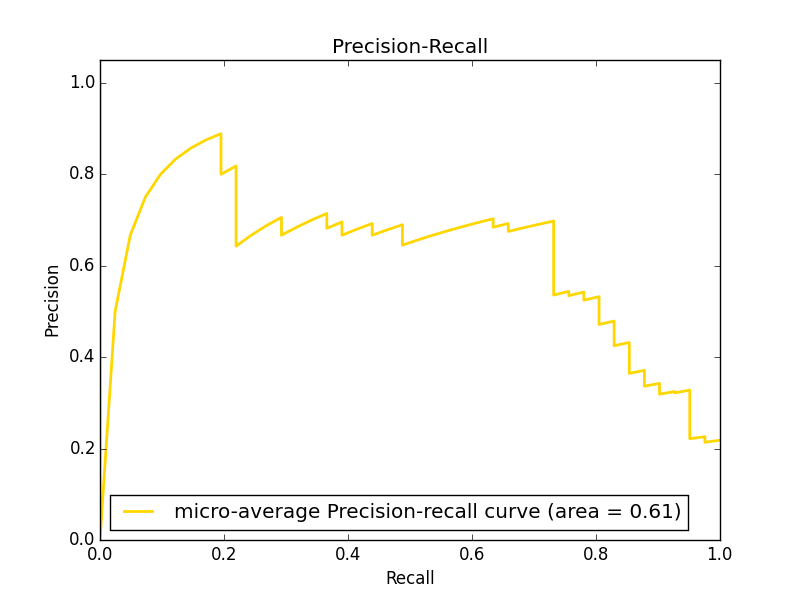 Precision-Recall
1.0
0.8
0.6
0.4
0.2
0.0
Precision
micro-average Precision-recall curve (area = 0.61)
0.0 0.2 0.4 0.6 0.8 1.0
Recall